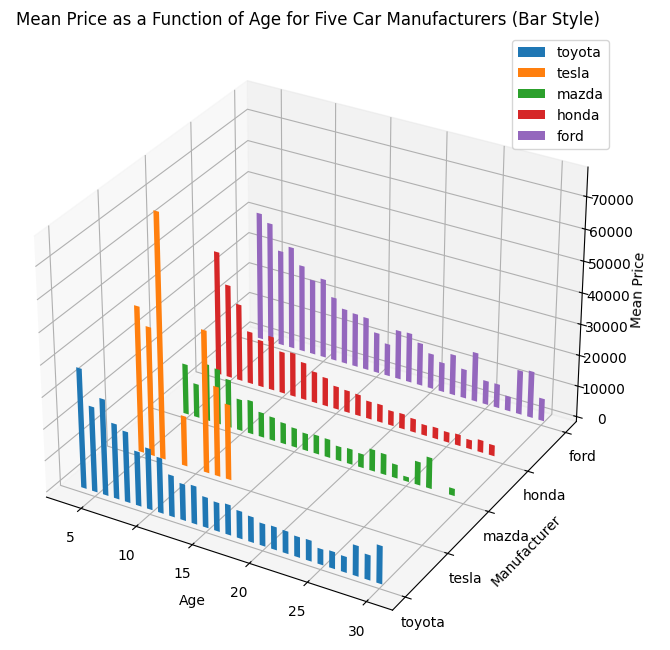 Mean Price as a Function of Age for Five Car Manufacturers (Bar Style)
toyota
tesla
mazda
honda
ford
70000
60000
50000
40000
30000
20000
10000
0
Mean Price
ford
honda
mazda
tesla
toyota
Manufacturer
5
10
15
20
25
30
Age